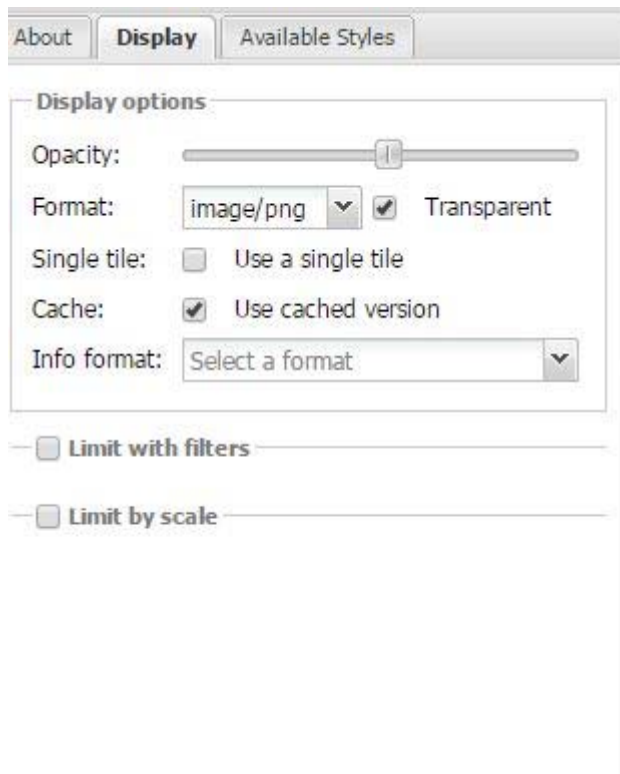 About Display Available Styles
Display options
Opacity:
Format: image/png Transparent
Single tile: Use a single tile
Cache: Use cached version
Info format: Select a format
Limit with filters
Limit by scale